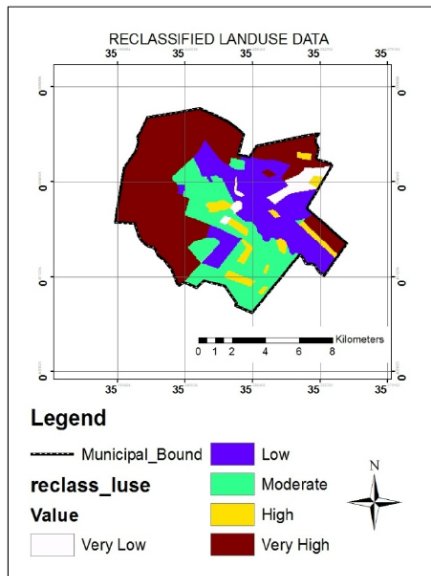 RECLASSIFIED LANDUSE DATA
35 35 35 35 35
0 0
0 0
0 0
0 0
Kilometers
0 1 2 4 6 8
35 35 35 35 35
Legend
Municipal_Bound
reclass_luse
Value
Very Low
Low
Moderate
High
Very High
N